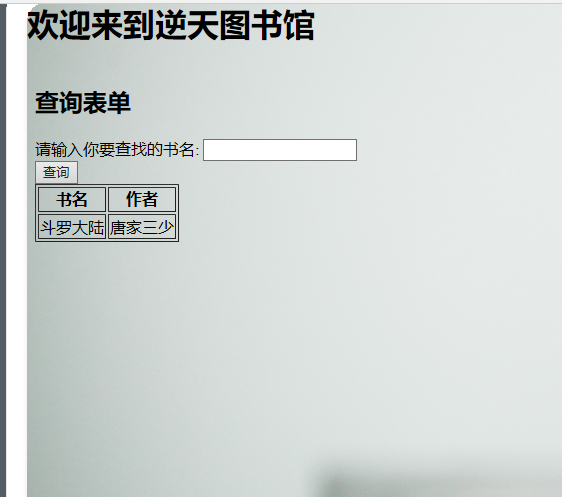 欢迎来到逆天图书馆
查询表单
请输入你要查找的书名:
查询
书名 作者
斗罗大陆 唐家三少